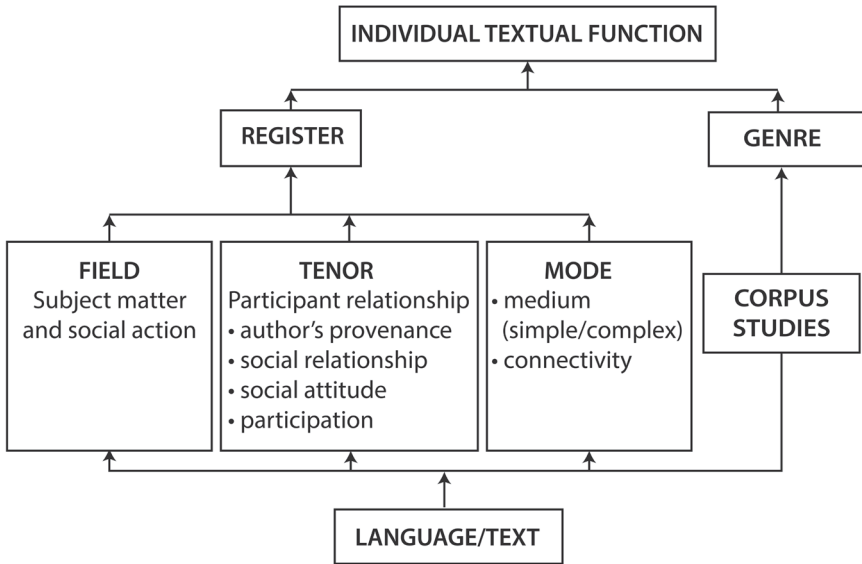 INDIVIDUAL TEXTUAL FUNCTION
REGISTER
GENRE
FIELD
Subject matter
and social action
TENOR
Participant relationship
• author’s provenance
• social relationship
• social attitude
• participation
MODE
• medium
(simple/complex)
• connectivity
CORPUS
STUDIES
LANGUAGE/TEXT